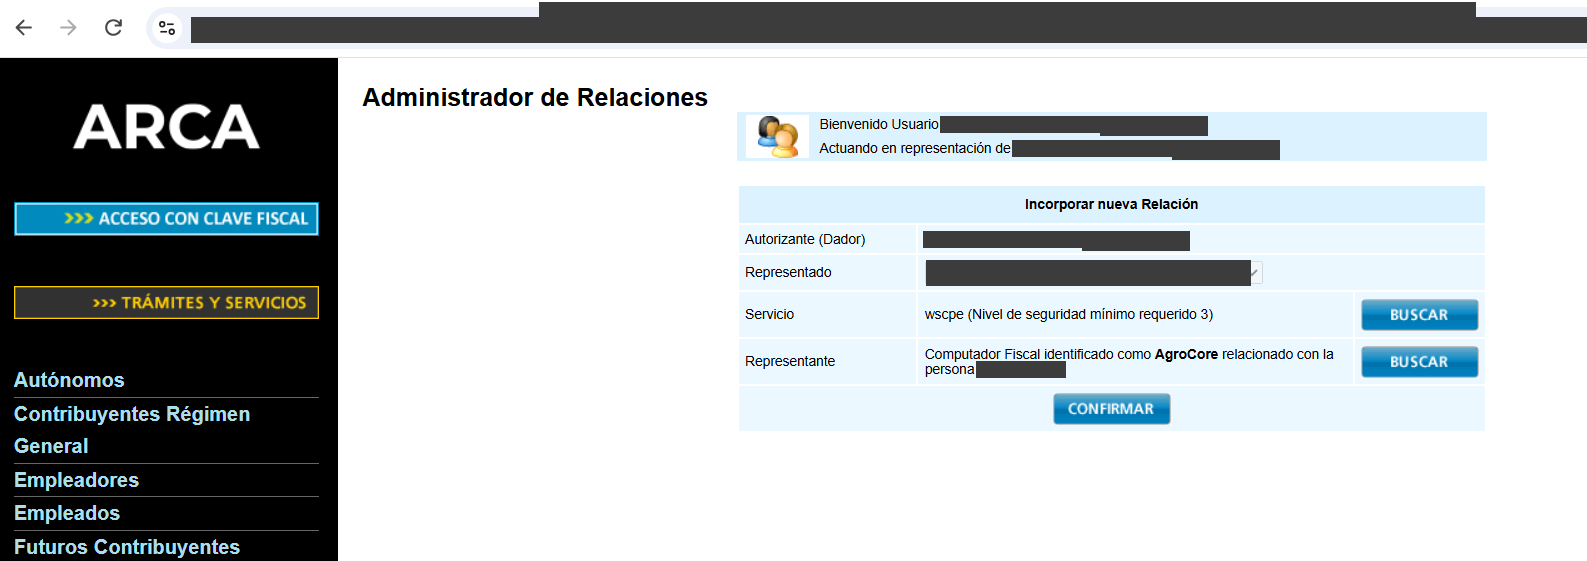 ARCA
>>> ACCESO CON CLAVE FISCAL
>>> TRÁMITES Y SERVICIOS
Autónomos
Contribuyentes Régimen
General
Empleadores
Empleados
Futuros Contribuyentes
Administrador de Relaciones
Bienvenido Usuario
Actuando en representación de
Incorporar nueva Relación
Autorizante (Dador)
Representado
Servicio wscpe (Nivel de seguridad mínimo requerido 3) BUSCAR
Representante Computador Fiscal identificado como AgroCore relacionado con la
persona
BUSCAR
CONFIRMAR